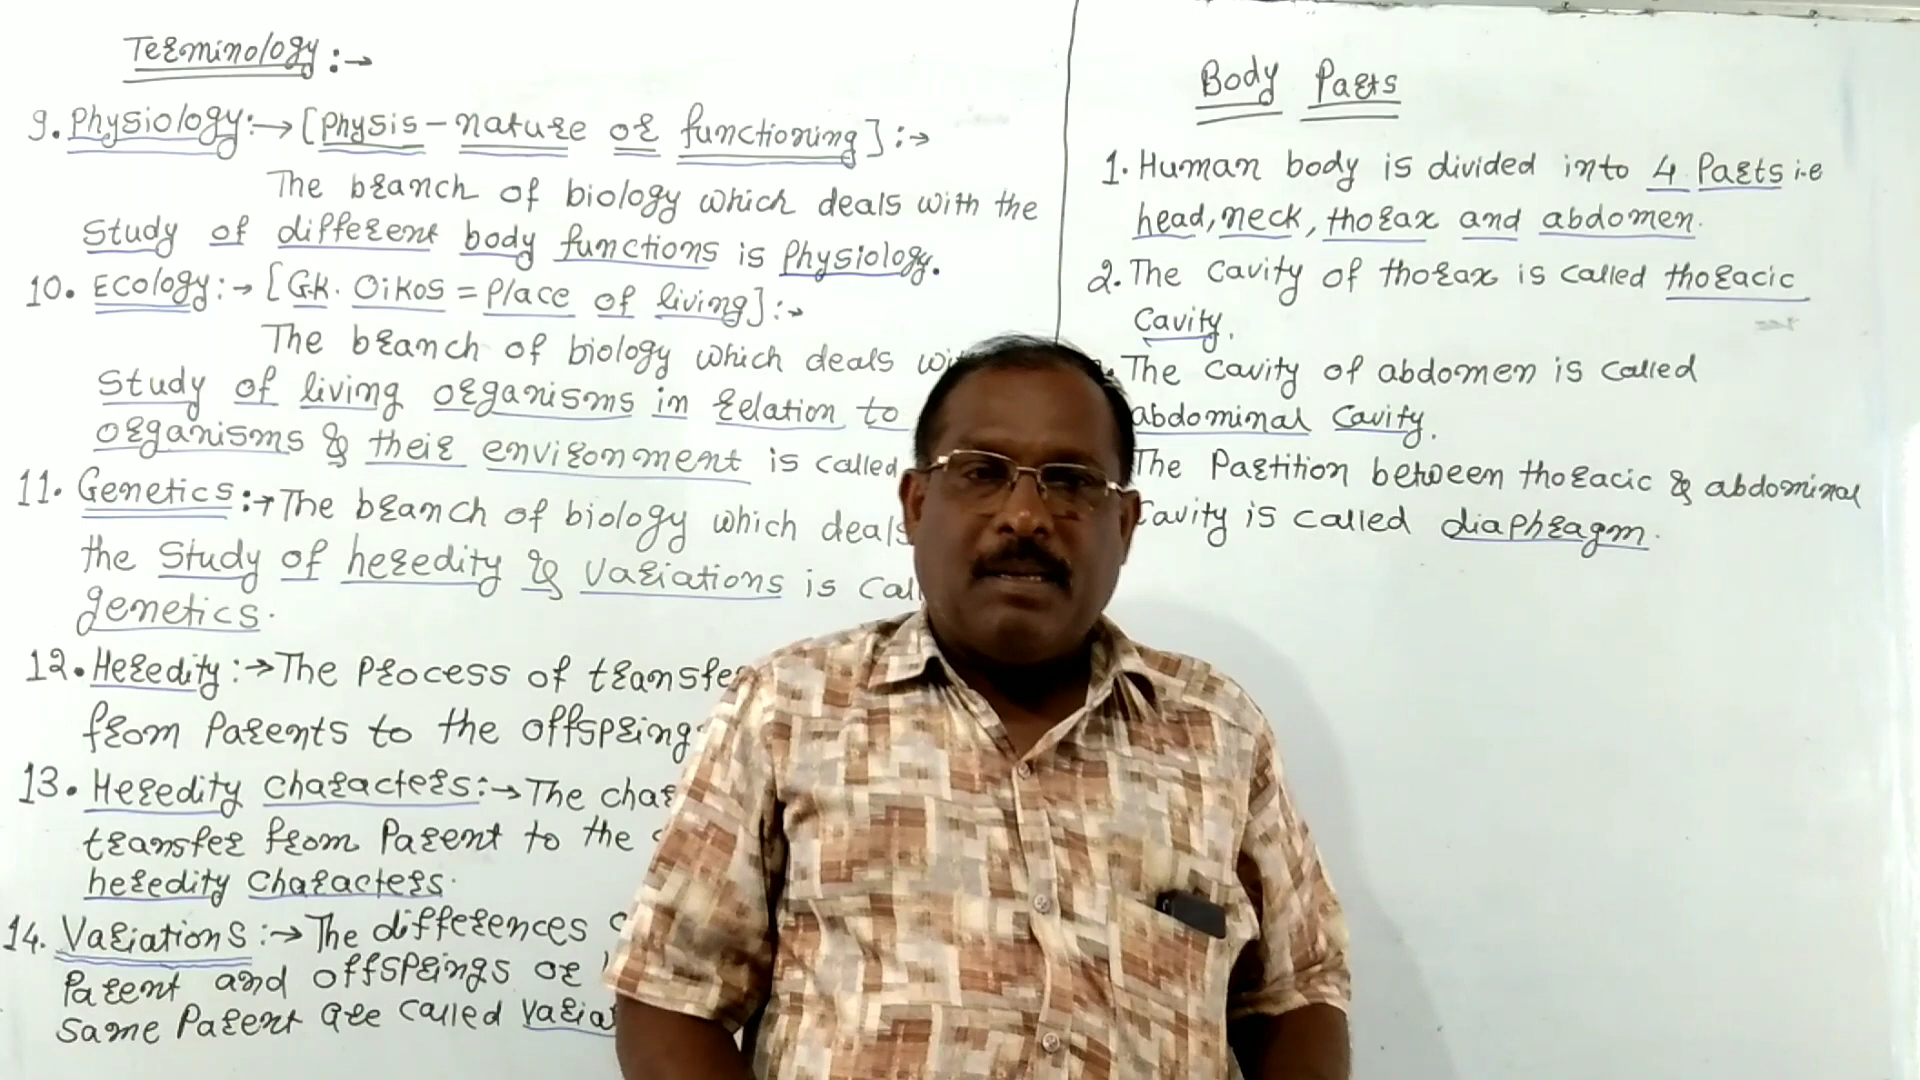 Terminology :→
9. Physiology :→ [Physis - nature or functioning] :→
The branch of biology which deals with the
Study of different body functions is Physiology.
10. Ecology :→ [Gk. Oikos = Place of living] :→
The branch of biology which deals
Study of living organisms in relation to
organisms & their environment is called
11. Genetics :→ The branch of biology which deals
the Study of heredity & Variations is
genetics.
12. Heredity :→ The Process of
from Parents to the offspring
13. Heredity Characters :→ The
transfer from Parent to the
heredity Characters.
14. Variations :→ The differences
Parent and offsprings or
Same Parent are called
Body Parts
1. Human body is divided into 4 Parts i.e
head, neck, thorax and abdomen.
2. The Cavity of thorax is called thoracic
Cavity.
The cavity of abdomen is called
abdominal Cavity.
The Partition between thoracic & abdominal
Cavity is called diaphragm.